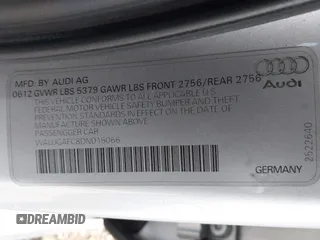 MFD. BY AUDI AG
0612 GVWR LBS 5379 GAWR LBS FRONT 2756/REAR 2756
THIS VEHICLE CONFORMS TO ALL APPLICABLE
FEDERAL MOTOR VEHICLE SAFETY BUMPER AND THEFT
PREVENTION STANDARDS IN EFFECT ON THE DATE OF
MANUFACTURE SHOWN ABOVE.
PASSENGER CAR
Audi
GERMANY
2522640
DREAMBID